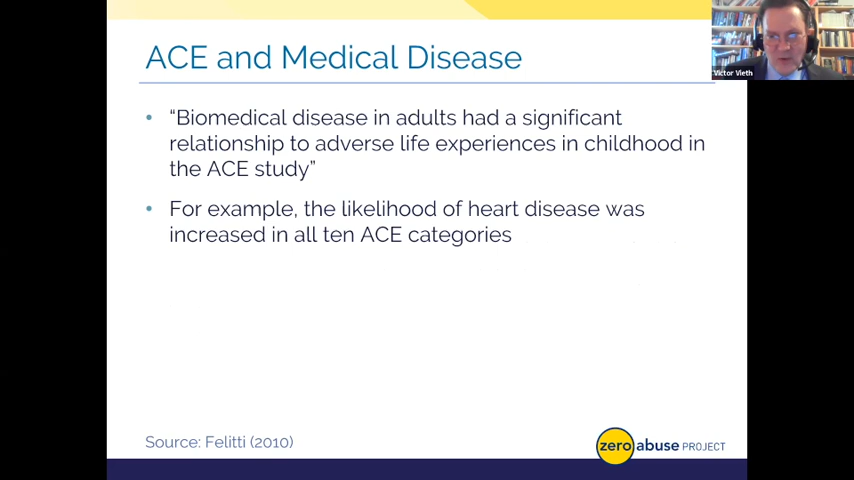 ACE and Medical Disease
Victor Vieth
• “Biomedical disease in adults had a significant
relationship to adverse life experiences in childhood in
the ACE study”
• For example, the likelihood of heart disease was
increased in all ten ACE categories
Source: Felitti (2010)
zero abuse PROJECT